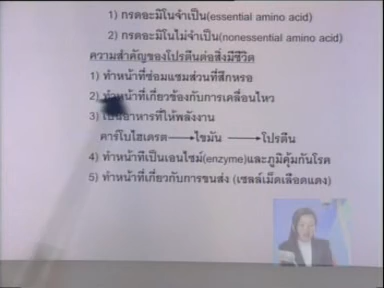 1) กรดอะมิโนจำเป็น(essential amino acid)
2) กรดอะมิโนไม่จำเป็น(nonessential amino acid)
ความสำคัญของโปรตีนต่อสิ่งมีชีวิต
1) ทำหน้าที่ซ่อมแซมส่วนที่สึกหรอ
2) ทำหน้าที่เกี่ยวข้องกับการเคลื่อนไหว
3) เป็นอาหารที่ให้พลังงาน
คาร์โบไฮเดรต → ไขมัน → โปรตีน
4) ทำหน้าที่เป็นเอนไซม์(enzyme)และภูมิคุ้มกันโรค
5) ทำหน้าที่เกี่ยวกับการขนส่ง (เซลล์เม็ดเลือดแดง)